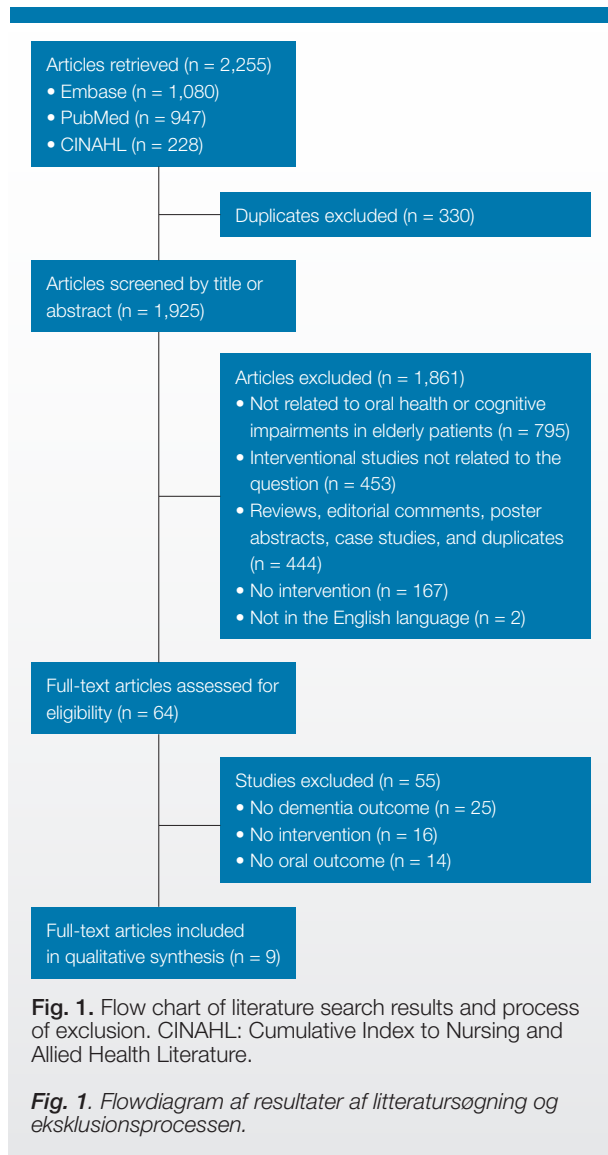 Articles retrieved (n = 2,255)
• Embase (n = 1,080)
• PubMed (n = 947)
• CINAHL (n = 228)
Duplicates excluded (n = 330)
Articles screened by title or
abstract (n = 1,925)
Articles excluded (n = 1,861)
• Not related to oral health or cognitive
impairments in elderly patients (n = 795)
• Interventional studies not related to the
question (n = 453)
• Reviews, editorial comments, poster
abstracts, case studies, and duplicates
(n = 444)
• No intervention (n = 167)
• Not in the English language (n = 2)
Full-text articles assessed for
eligibility (n = 64)
Studies excluded (n = 55)
• No dementia outcome (n = 25)
• No intervention (n = 16)
• No oral outcome (n = 14)
Full-text articles included
in qualitative synthesis (n = 9)
Fig. 1. Flow chart of literature search results and process
of exclusion. CINAHL: Cumulative Index to Nursing and
Allied Health Literature.
Fig. 1. Flowdiagram af resultater af litteratursøgning og
eksklusionsprocessen.